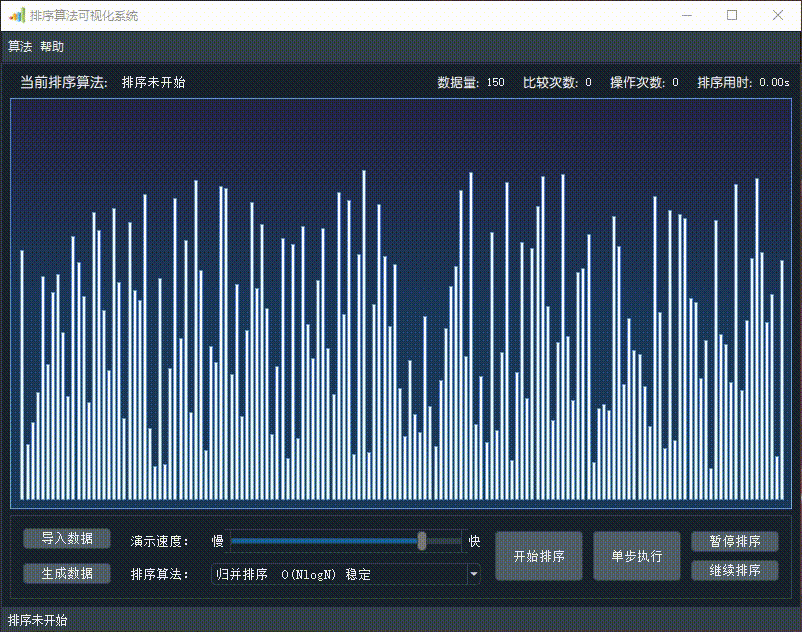 排序算法可视化系统
算法 帮助
当前排序算法: 排序未开始 数据量: 150 比较次数: 0 操作次数: 0 排序用时: 0.00s
导入数据 演示速度: 慢 快 开始排序 单步执行 暂停排序
生成数据 排序算法: 归并排序 O(NlogN) 稳定 继续排序
排序未开始